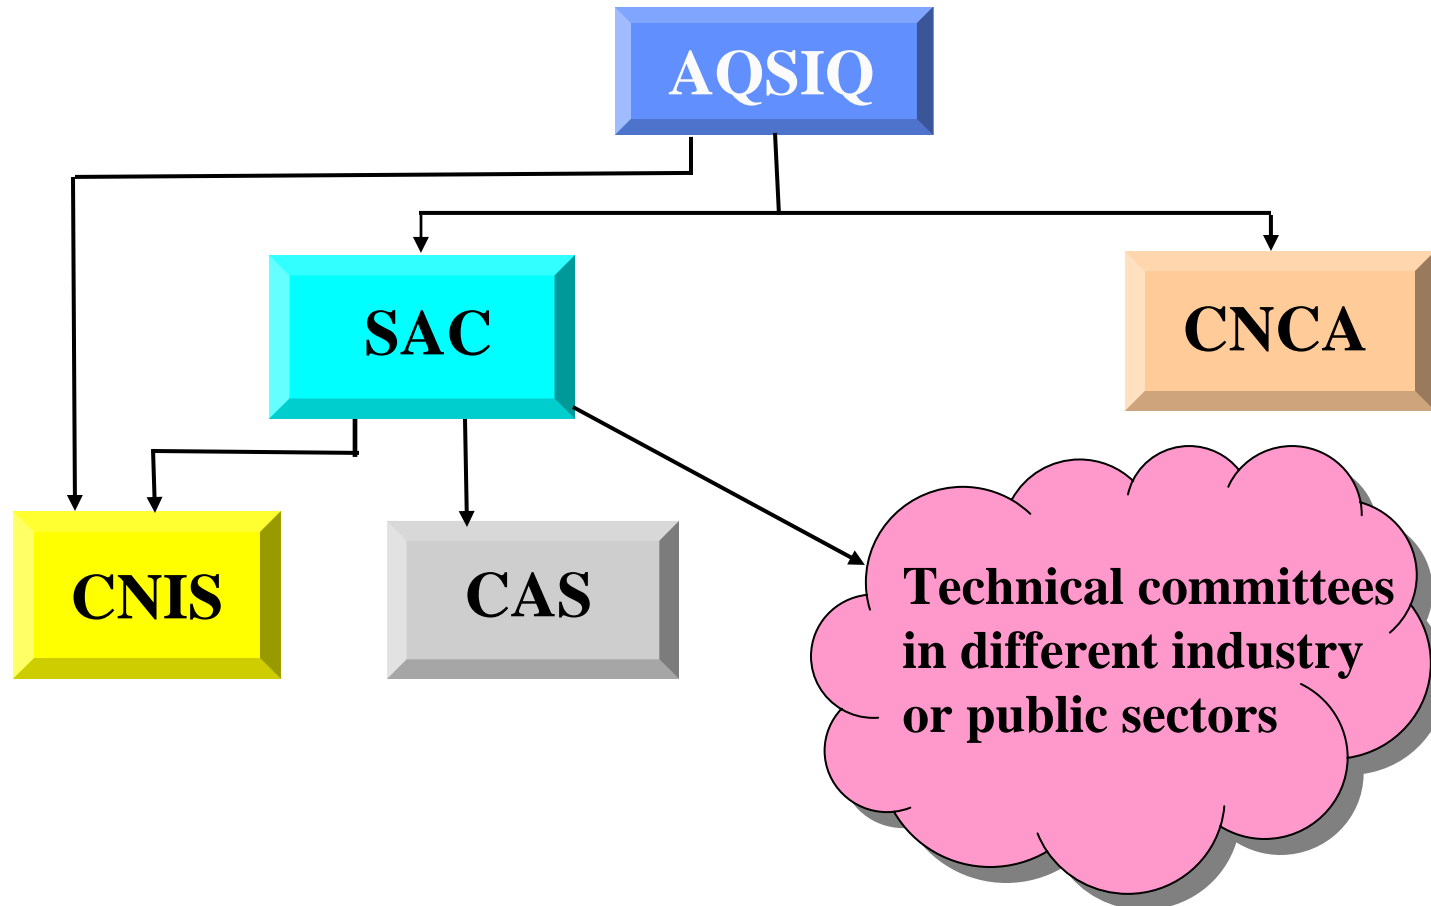 AQSIQ
SAC
CNCA
CNIS
CAS
Technical committees
in different industry
or public sectors